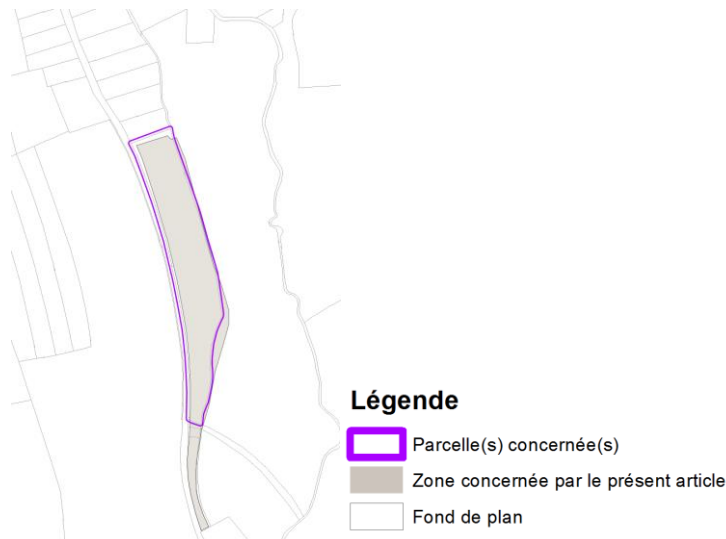 Légende
Parcelle(s) concernée(s)
Zone concernée par le présent article
Fond de plan